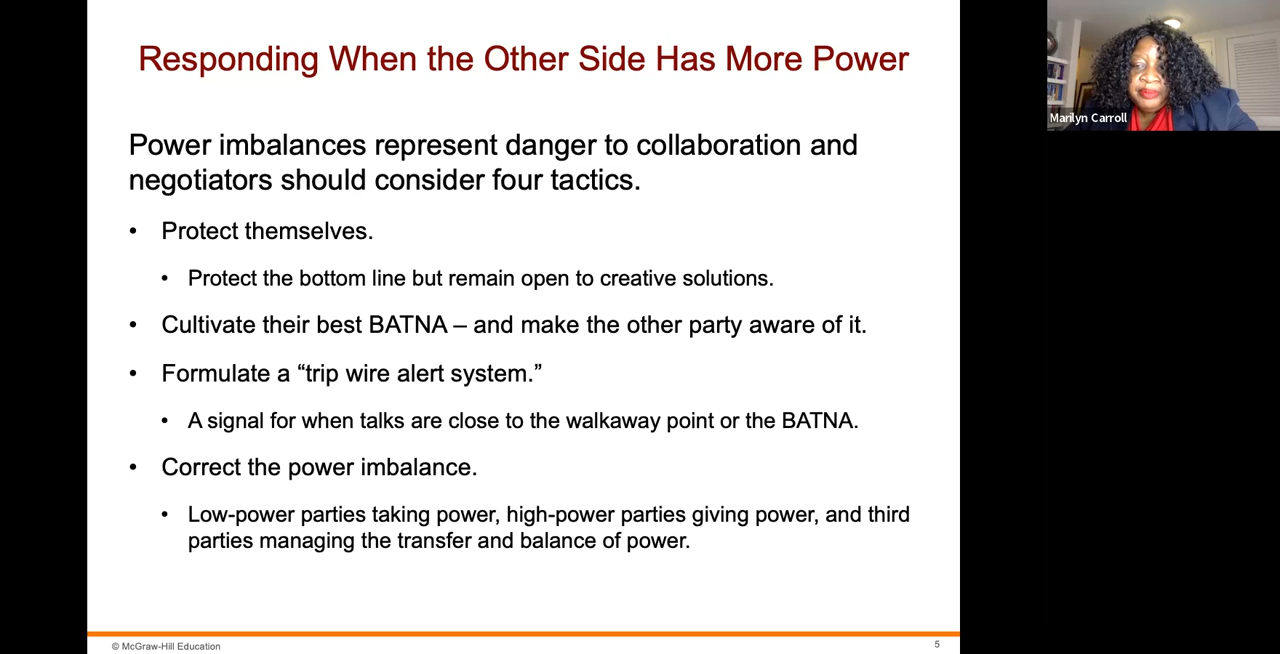 Responding When the Other Side Has More Power
Marilyn Carroll
Power imbalances represent danger to collaboration and
negotiators should consider four tactics.
• Protect themselves.
• Protect the bottom line but remain open to creative solutions.
• Cultivate their best BATNA – and make the other party aware of it.
• Formulate a “trip wire alert system.”
• A signal for when talks are close to the walkaway point or the BATNA.
• Correct the power imbalance.
• Low-power parties taking power, high-power parties giving power, and third
parties managing the transfer and balance of power.
© McGraw-Hill Education
5